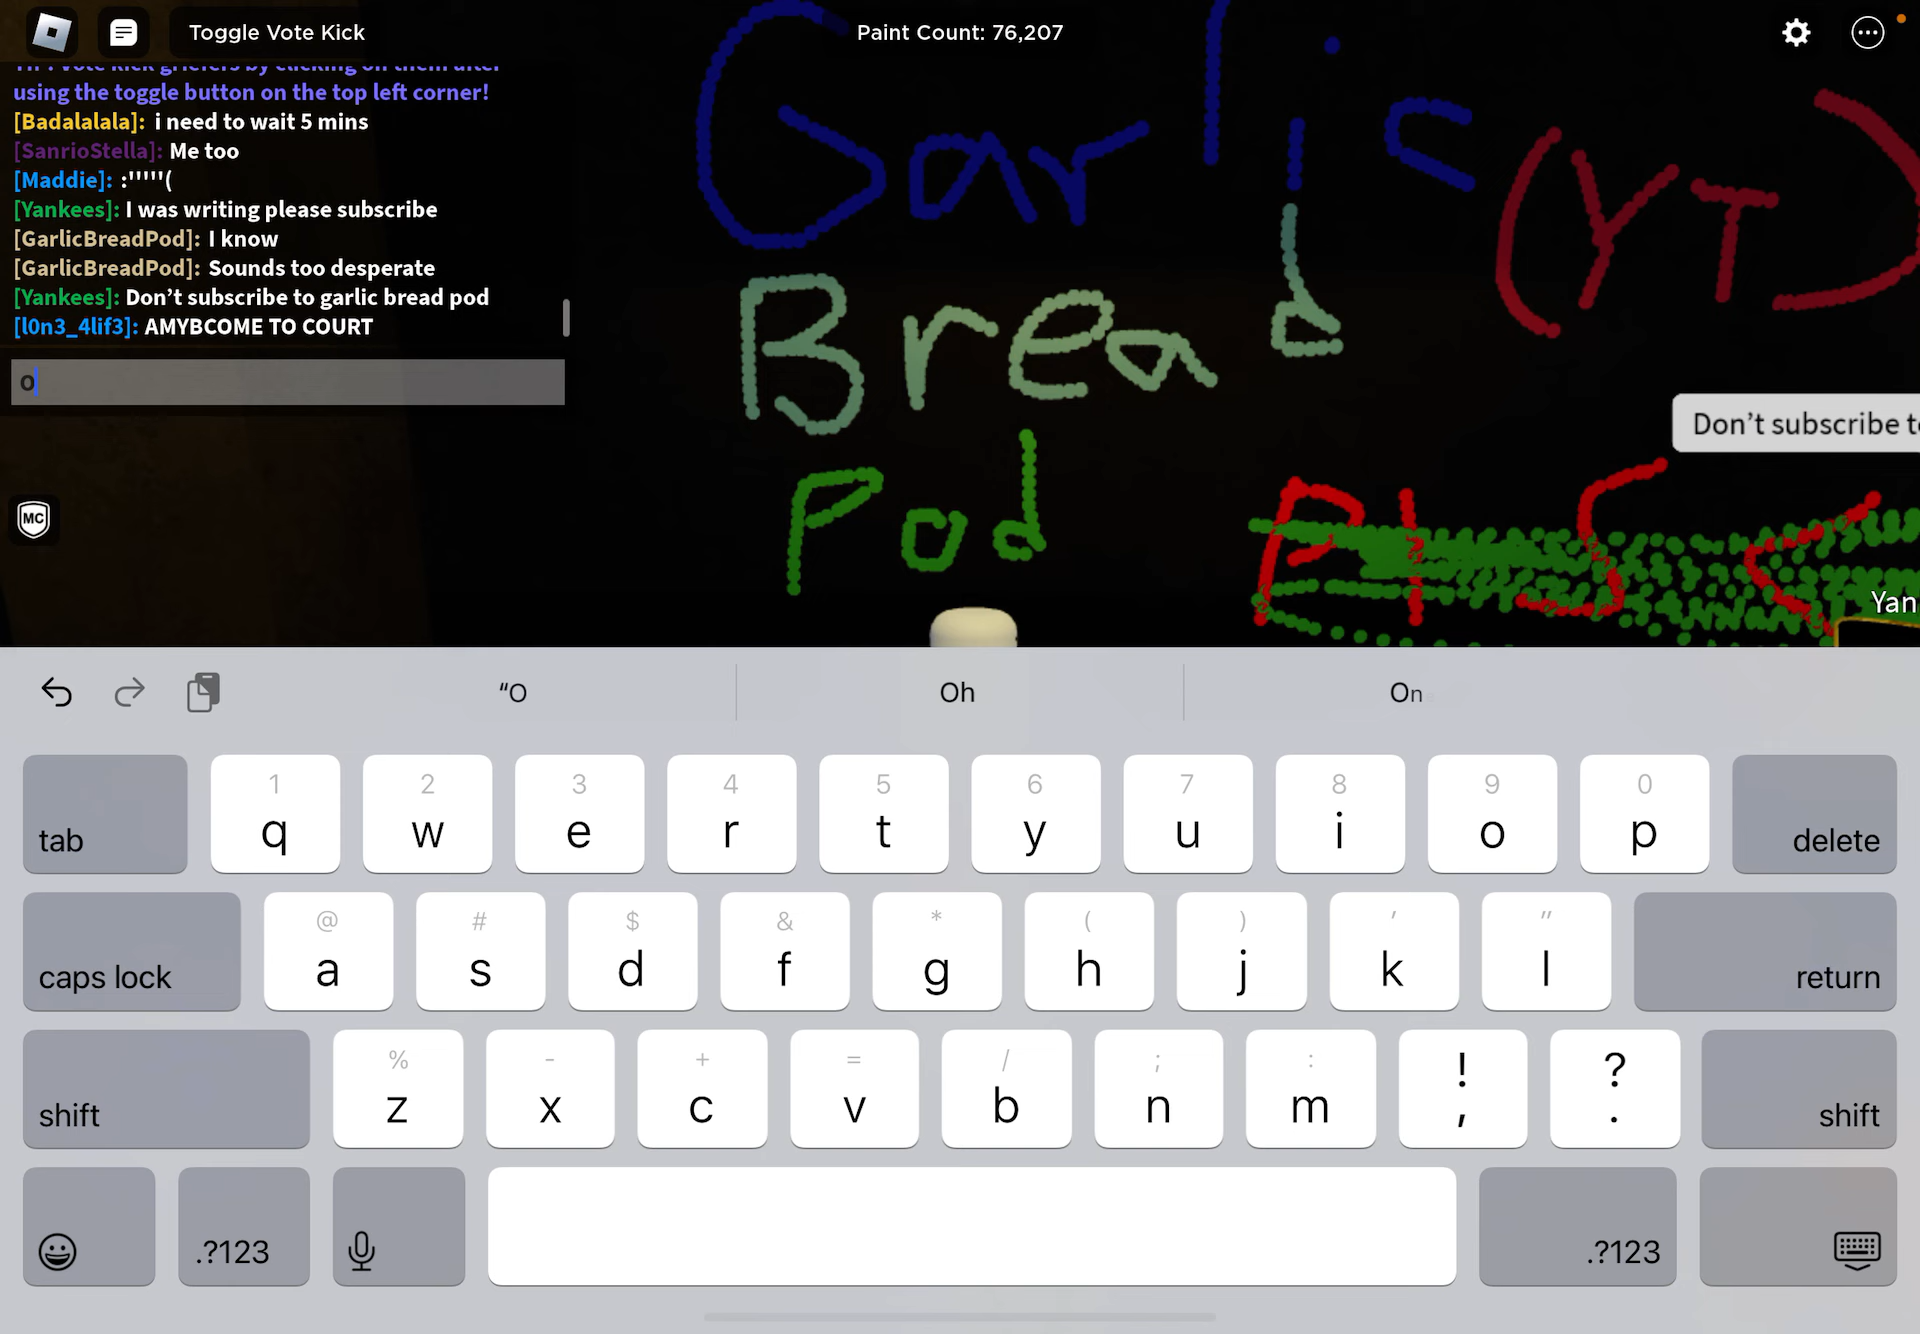 Toggle Vote Kick
Paint Count: 76,207
using the toggle button on the top left corner!
[Badalalala]: i need to wait 5 mins
[SanrioStella]: Me too
[Maddie]: :'''''(
[Yankees]: I was writing please subscribe
[GarlicBreadPod]: I know
[GarlicBreadPod]: Sounds too desperate
[Yankees]: Don’t subscribe to garlic bread pod
[l0n3_4lif3]: AMYBCOME TO COURT
o
MC
Garlic
(YT)
Bread
Pod
Don’t subscribe t
Yan
“O
Oh
On
tab
1 2 3 4 5 6 7 8 9 0
q w e r t y u i o p
delete
caps lock
@ # $ & * ( ) ' "
a s d f g h j k l
return
shift
% - + = / ; : ! ?
z x c v b n m , .
shift
.?123
.?123